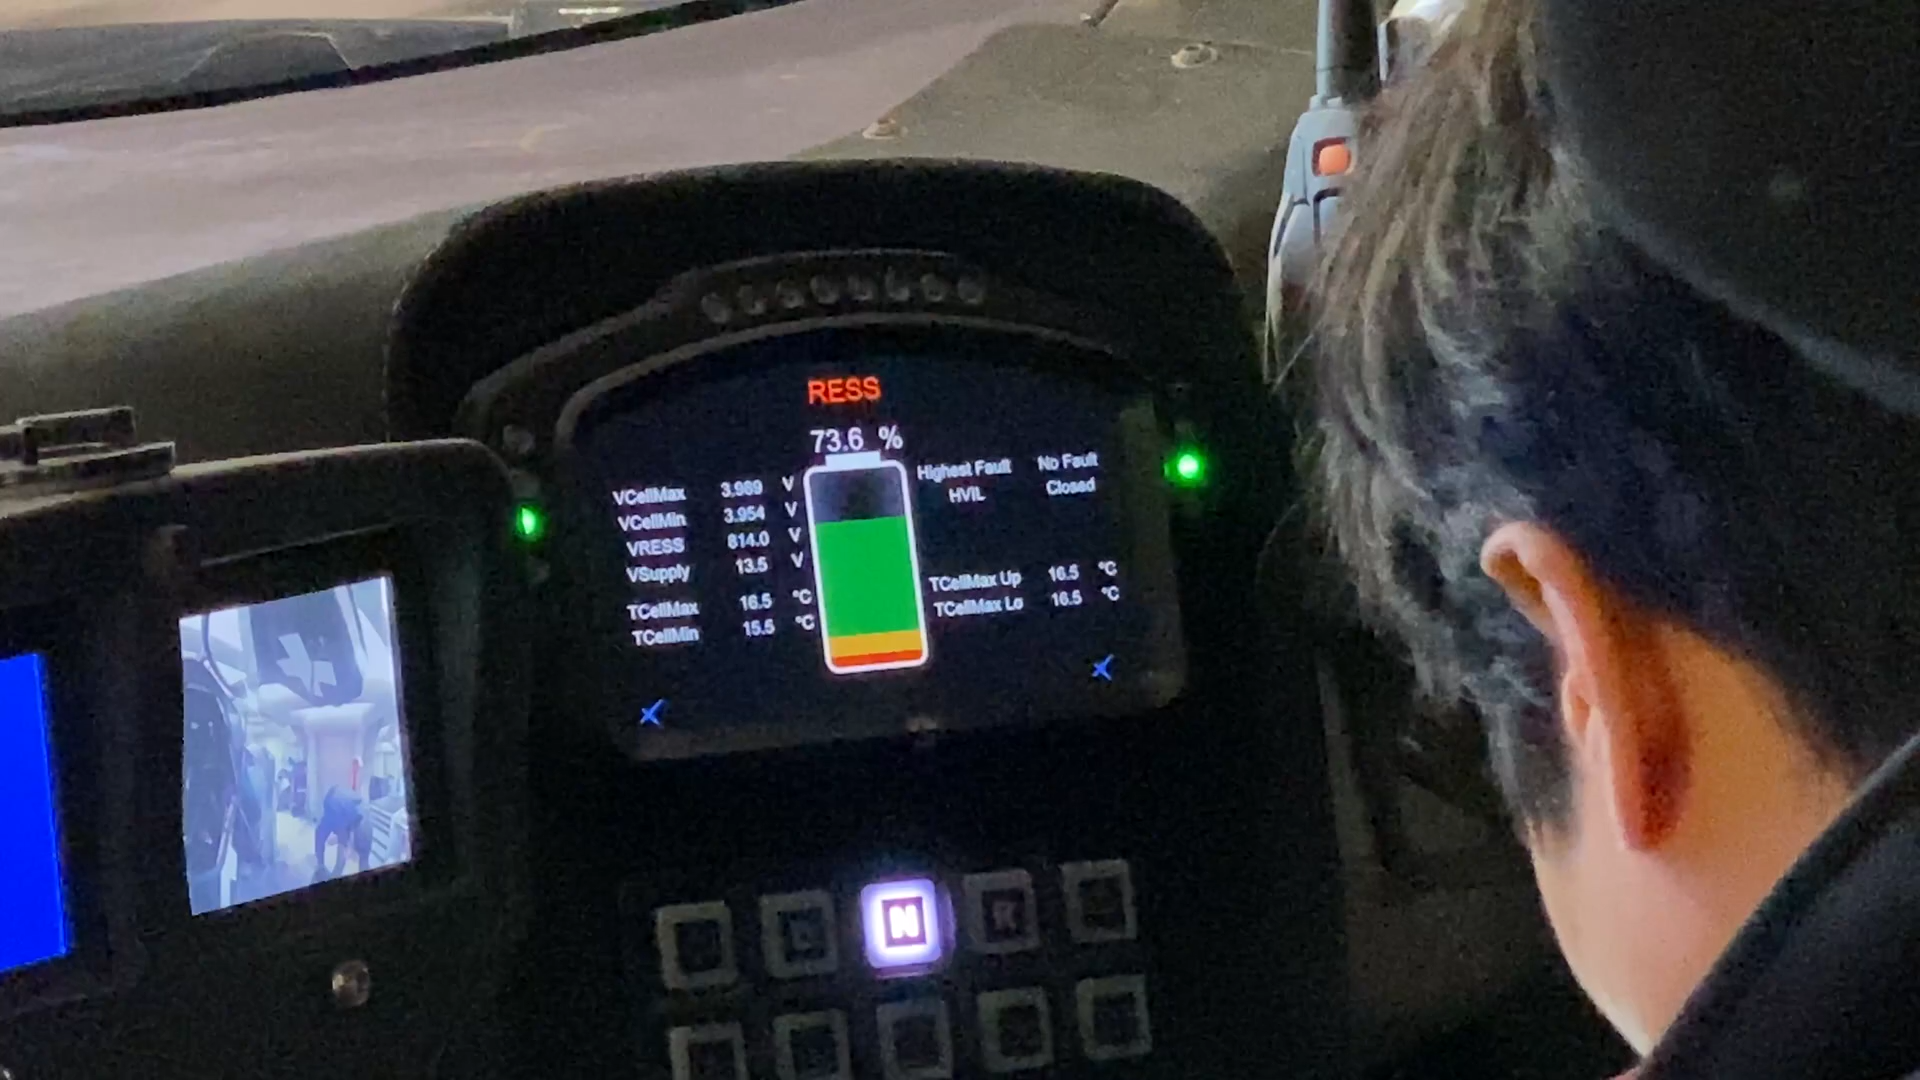 RESS
73.6 %
VCellMax 3.989 V
VCellMin 3.954 V
VRESS 814.0 V
VSupply 13.5 V
TCellMax 16.5 °C
TCellMin 15.5 °C
Highest Fault No Fault
HVIL Closed
TCellMax Up 16.5 °C
TCellMax Lo 16.5 °C
N